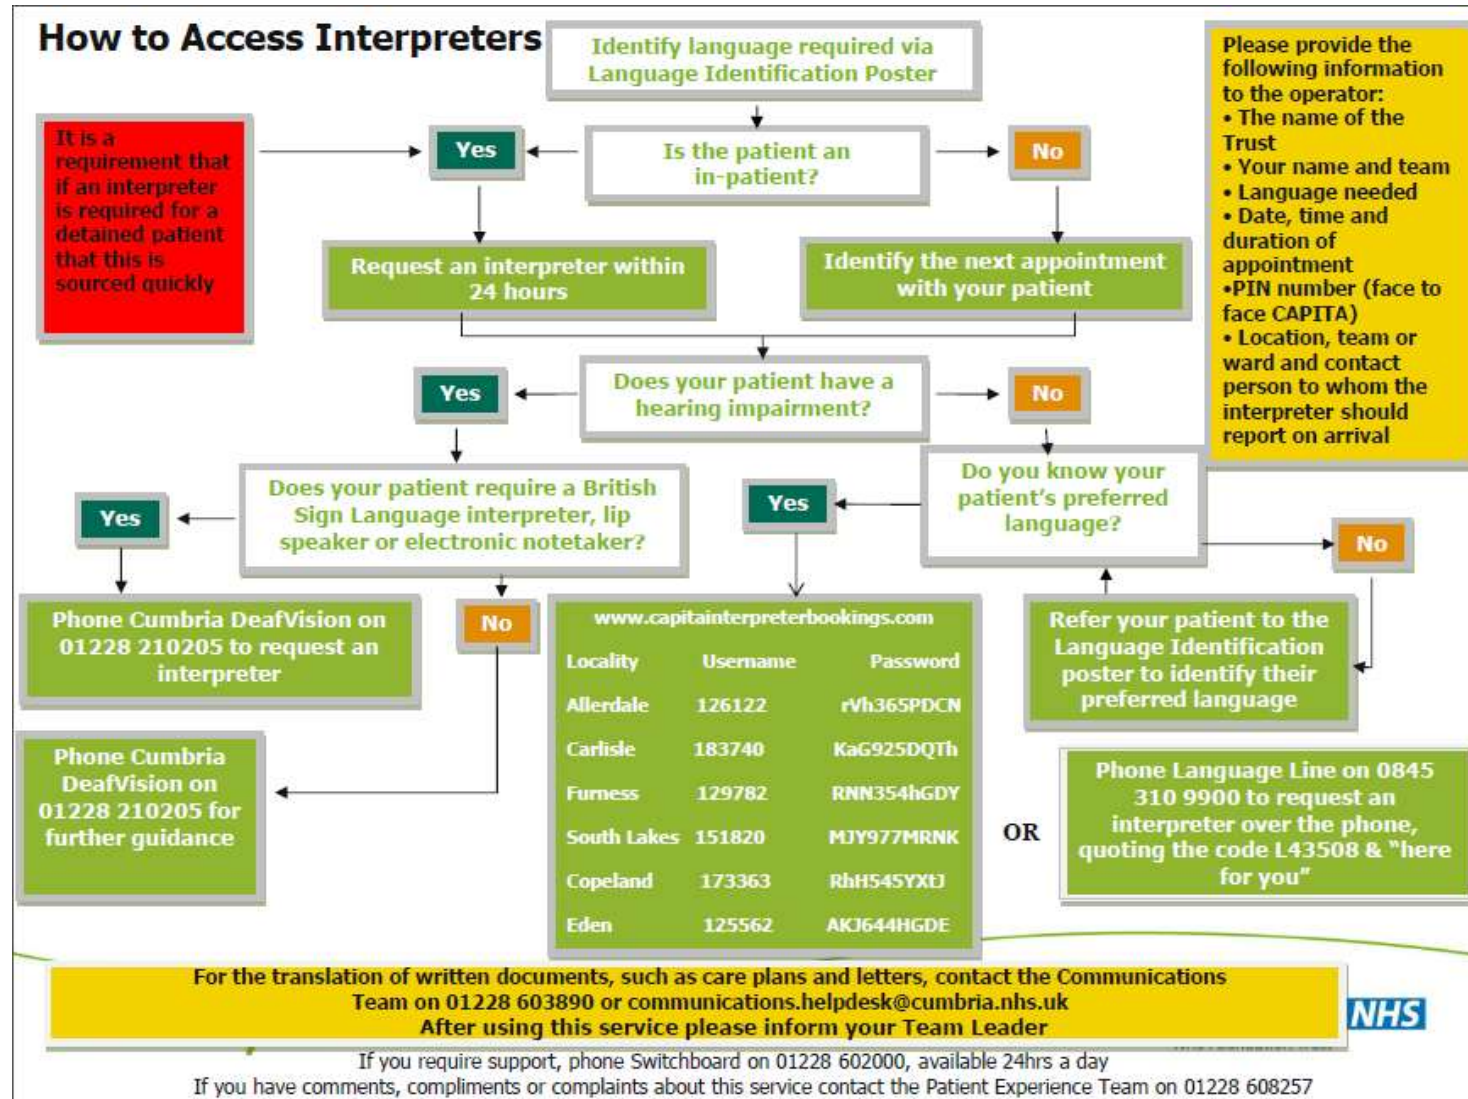 How to Access Interpreters
Identify language required via
Language Identification Poster
Please provide the
following information
to the operator:
• The name of the
Trust
• Your name and team
• Language needed
• Date, time and
duration of
appointment
•PIN number (face to
face CAPITA)
• Location, team or
ward and contact
person to whom the
interpreter should
report on arrival
It is a
requirement that
if an interpreter
is required for a
detained patient
that this is
sourced quickly
Yes
Is the patient an
in-patient?
No
Request an interpreter within
24 hours
Identify the next appointment
with your patient
Yes
Does your patient have a
hearing impairment?
No
Does your patient require a British
Sign Language interpreter, lip
speaker or electronic notetaker?
Yes
Do you know your
patient's preferred
language?
Yes
No
Phone Cumbria DeafVision on
01228 210205 to request an
interpreter
No
Phone Cumbria
DeafVision on
01228 210205 for
further guidance
www.capitainterpreterbookings.com
Locality Username Password
Allerdale 126122 rVh365PDCN
Carlisle 183740 KaG925DQTh
Furness 129782 RNN354hGDY
South Lakes 151820 MJY977MRNK
Copeland 173363 RhH545YXtJ
Eden 125562 AKJ644HGDE
Refer your patient to the
Language Identification
poster to identify their
preferred language
OR
Phone Language Line on 0845
310 9900 to request an
interpreter over the phone,
quoting the code L43508 & "here
for you"
For the translation of written documents, such as care plans and letters, contact the Communications
Team on 01228 603890 or communications.helpdesk@cumbria.nhs.uk
After using this service please inform your Team Leader
NHS
If you require support, phone Switchboard on 01228 602000, available 24hrs a day
If you have comments, compliments or complaints about this service contact the Patient Experience Team on 01228 608257